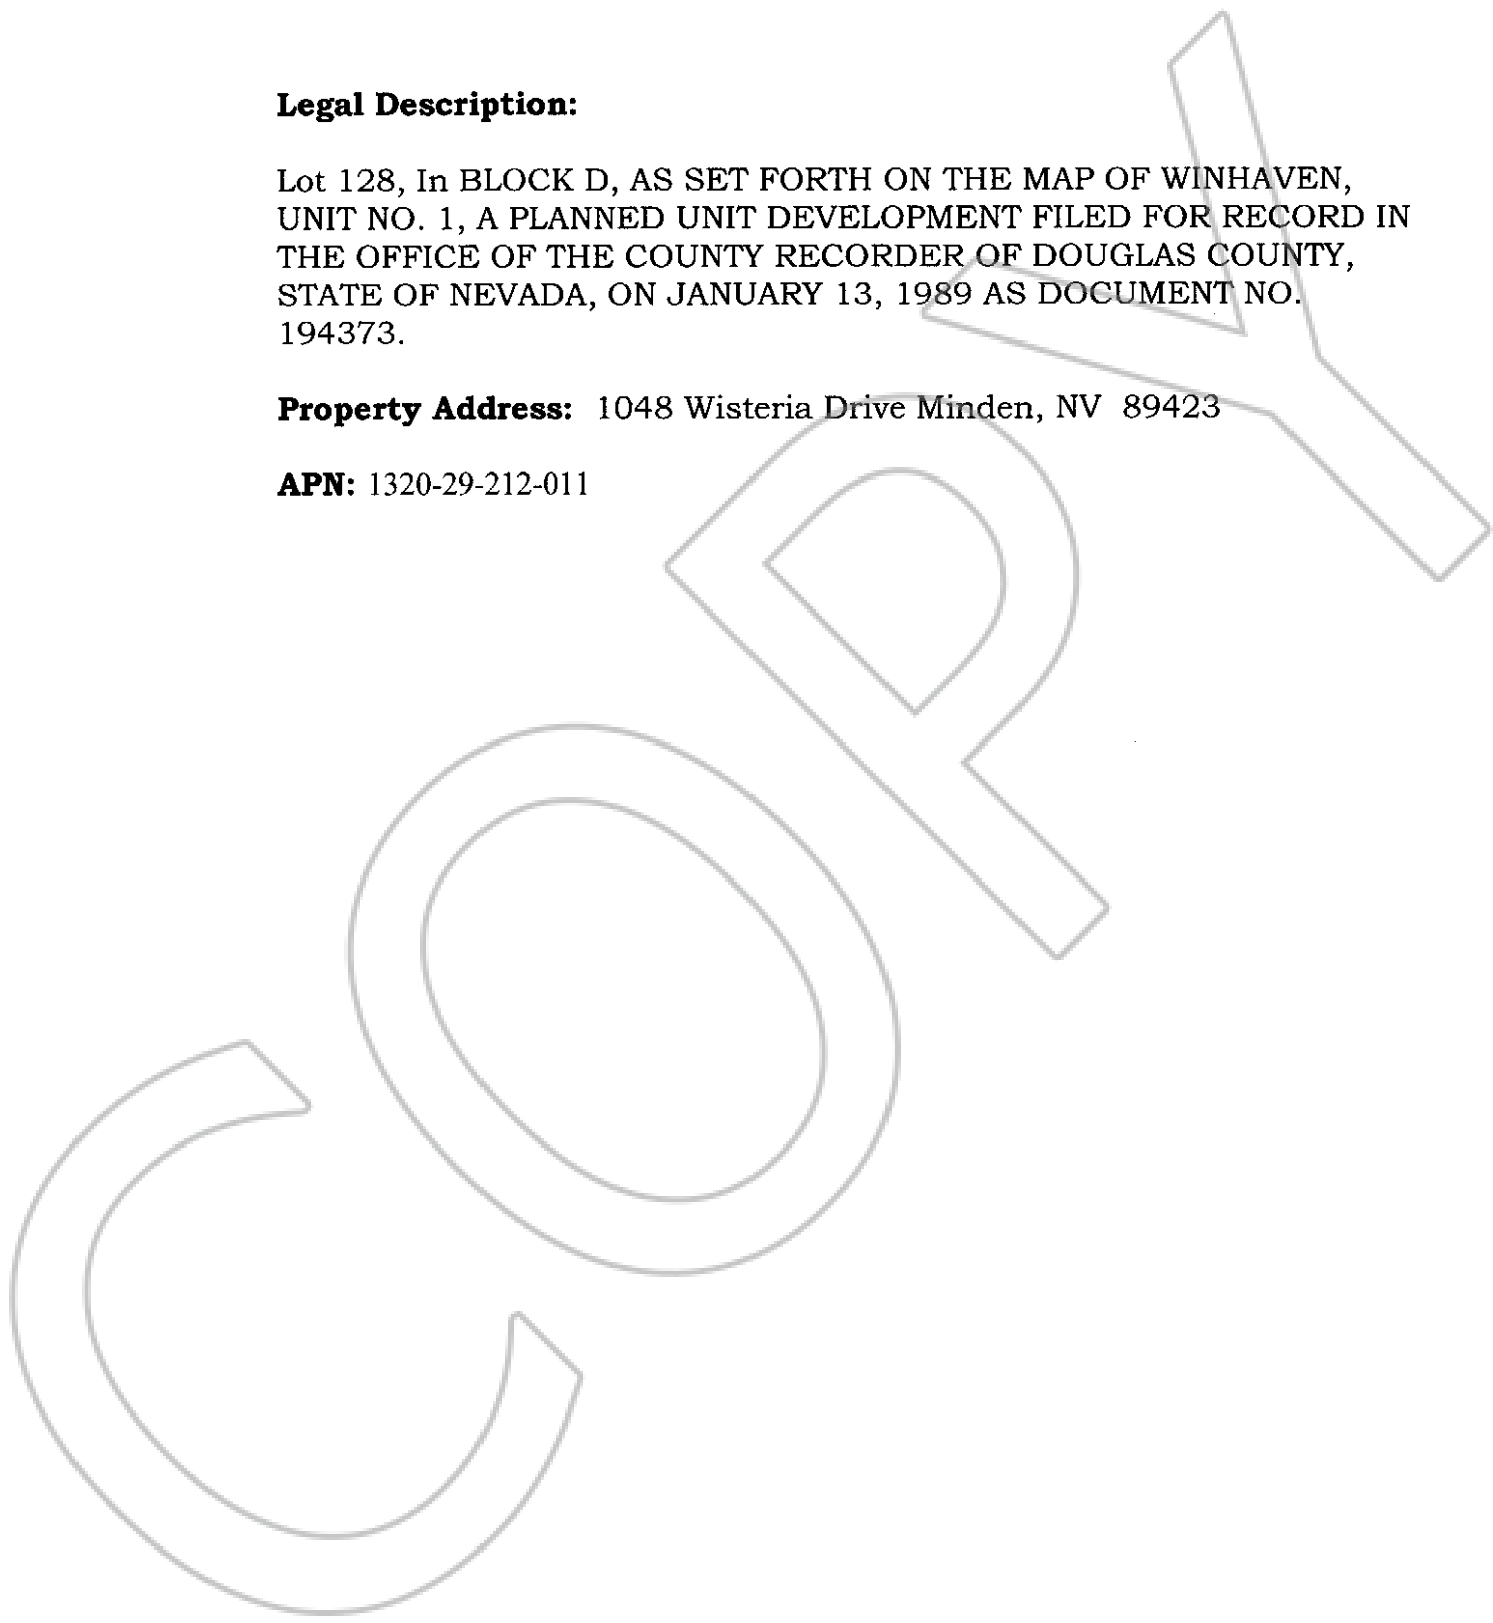 Legal Description:
Lot 128, In BLOCK D, AS SET FORTH ON THE MAP OF WINHAVEN,
UNIT NO. 1, A PLANNED UNIT DEVELOPMENT FILED FOR RECORD IN
THE OFFICE OF THE COUNTY RECORDER OF DOUGLAS COUNTY,
STATE OF NEVADA, ON JANUARY 13, 1989 AS DOCUMENT NO.
194373.
Property Address: 1048 Wisteria Drive Minden, NV 89423
APN: 1320-29-212-011
COPY